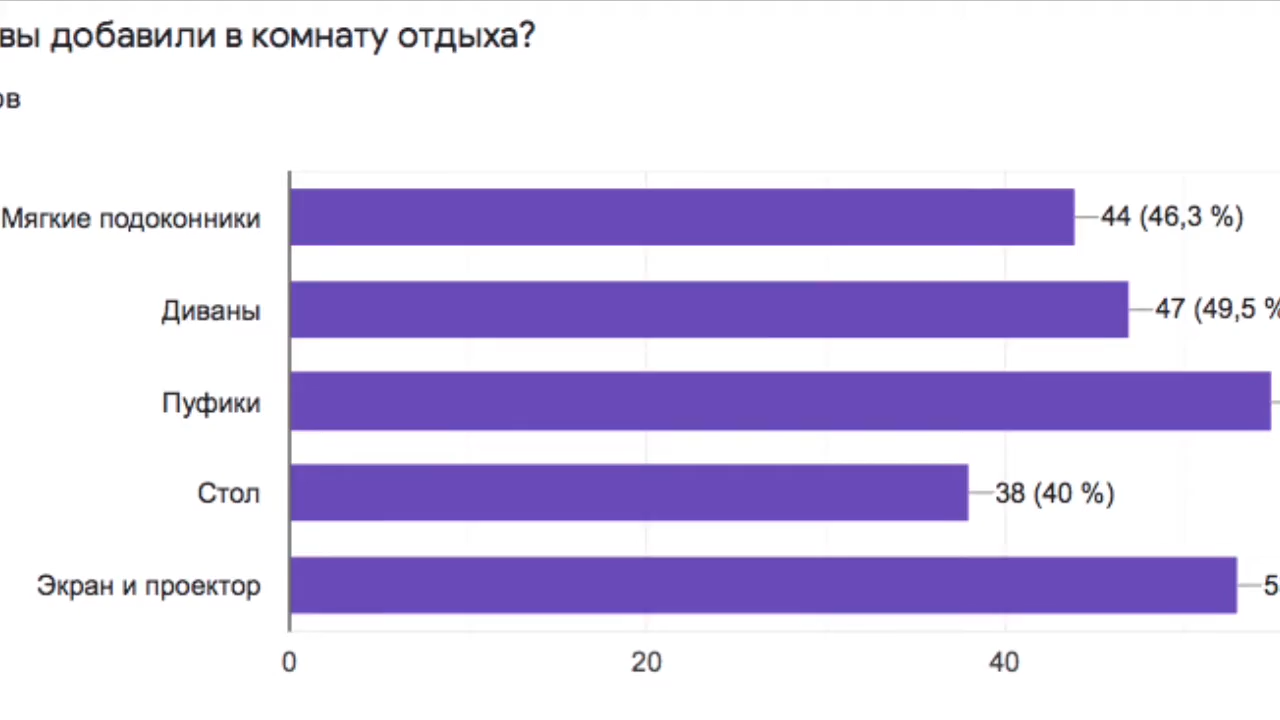 вы добавили в комнату отдыха?
ов
Мягкие подоконники 44 (46,3 %)
Диваны 47 (49,5 %
Пуфики
Стол 38 (40 %)
Экран и проектор 5
0 20 40